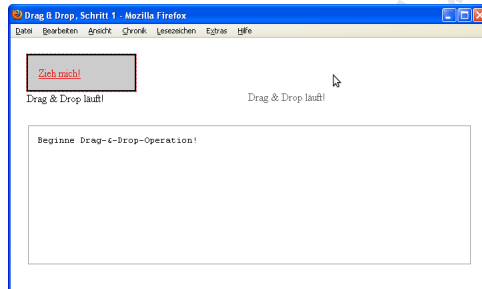 Drag & Drop, Schritt 1 - Mozilla Firefox
Datei Bearbeiten Ansicht Chronik Lesezeichen Extras Hilfe
Zieh mich!
Drag & Drop läuft! Drag & Drop läuft!
Beginne Drag-&-Drop-Operation!